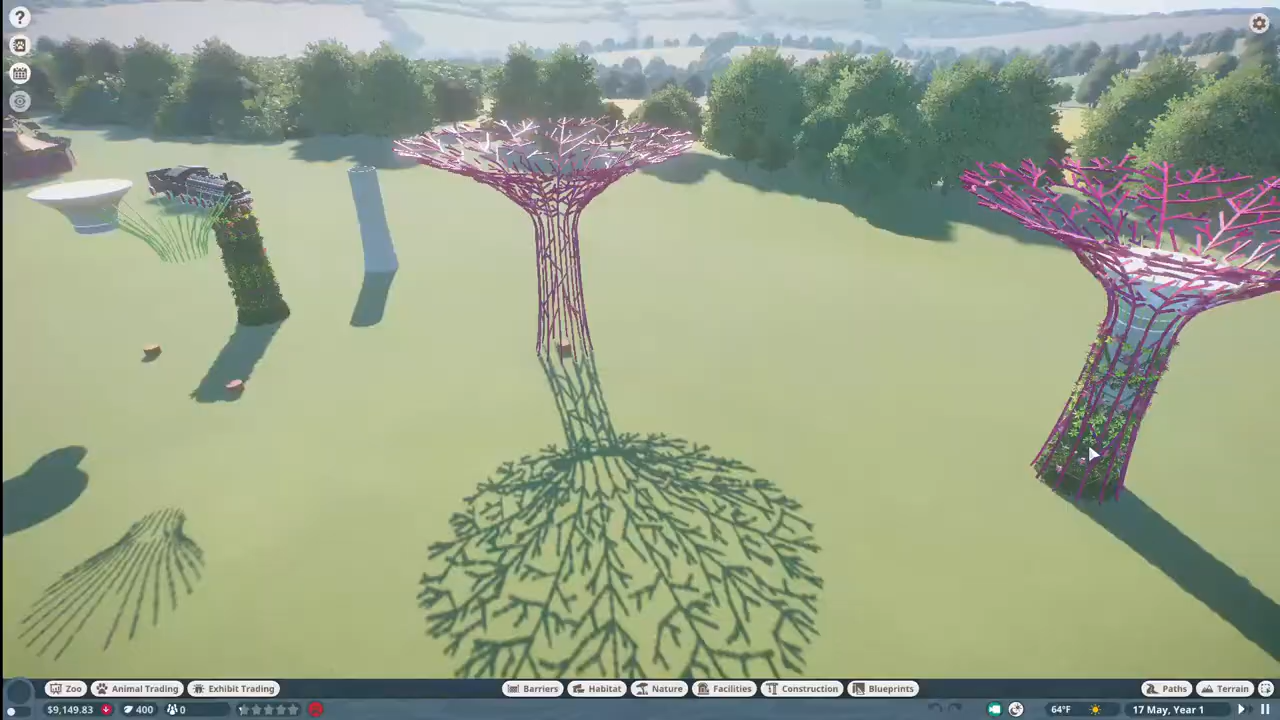 ?
Zoo
Animal Trading
Exhibit Trading
Barriers
Habitat
Nature
Facilities
Construction
Blueprints
Paths
Terrain
$9,149.83
400
0
64°F
17 May, Year 1